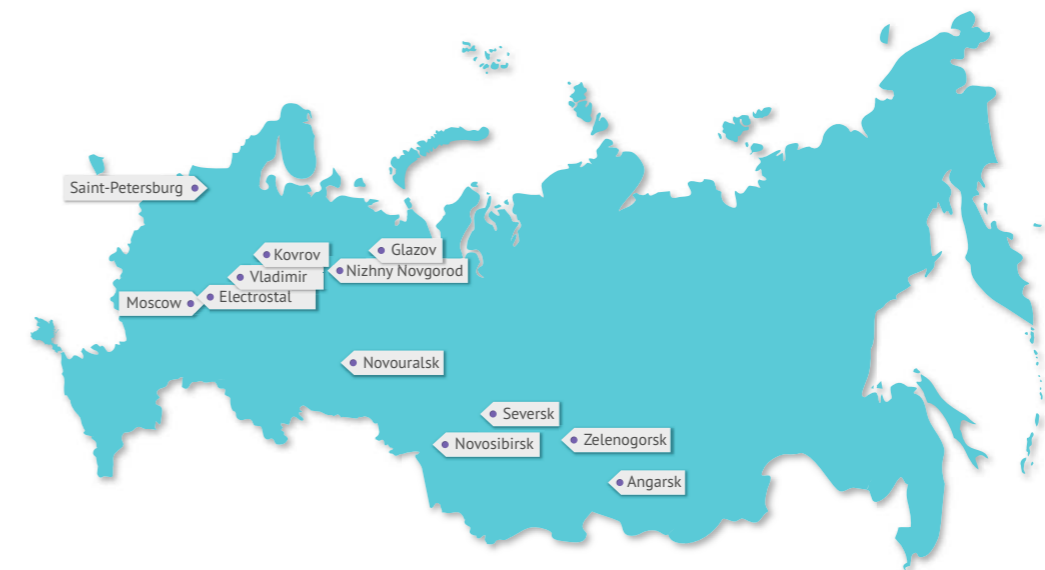 Saint-Petersburg
Glazov
Kovrov
Nizhny Novgorod
Vladimir
Electrostal
Moscow
Novouralsk
Seversk
Zelenogorsk
Novosibirsk
Angarsk